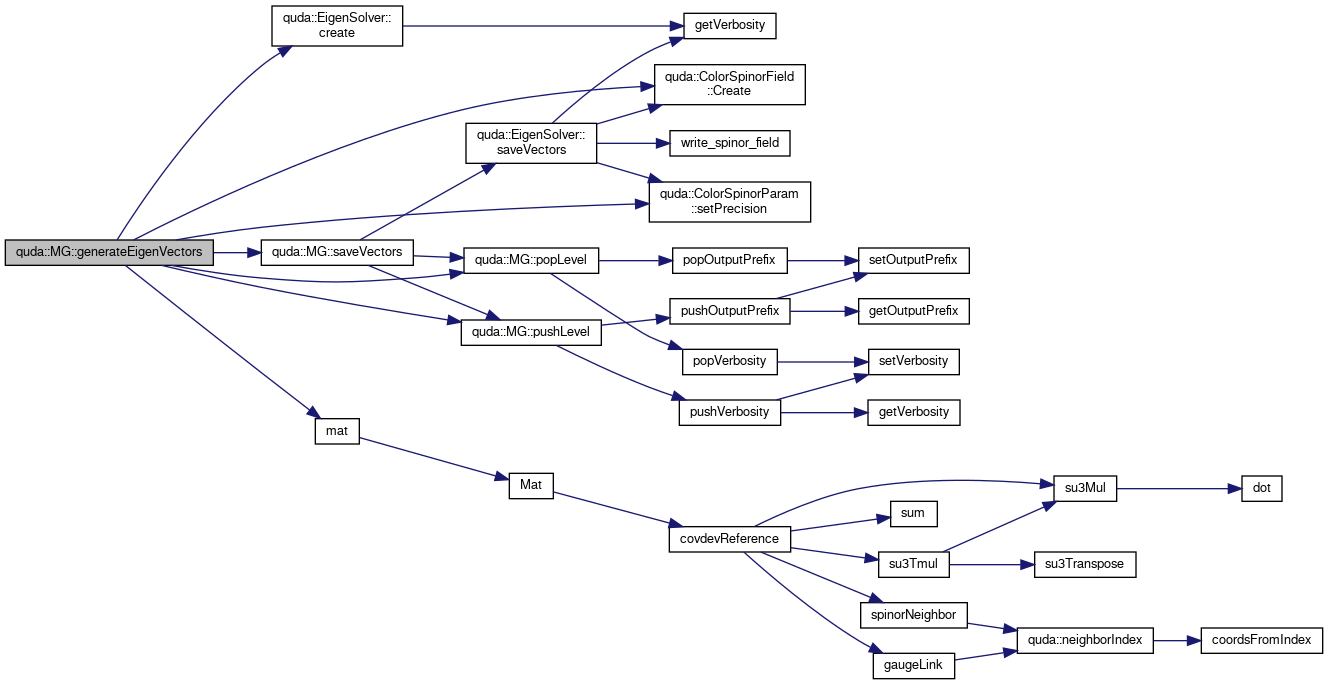 quda::EigenSolver::
create
getVerbosity
quda::ColorSpinorField
::Create
quda::EigenSolver::
saveVectors
write_spinor_field
quda::ColorSpinorParam
::setPrecision
quda::MG::generateEigenVectors
quda::MG::saveVectors
quda::MG::popLevel
popOutputPrefix
setOutputPrefix
quda::MG::pushLevel
pushOutputPrefix
getOutputPrefix
popVerbosity
setVerbosity
pushVerbosity
getVerbosity
mat
Mat
covdevReference
su3Mul
dot
sum
su3Tmul
su3Transpose
spinorNeighbor
quda::neighborIndex
coordsFromIndex
gaugeLink